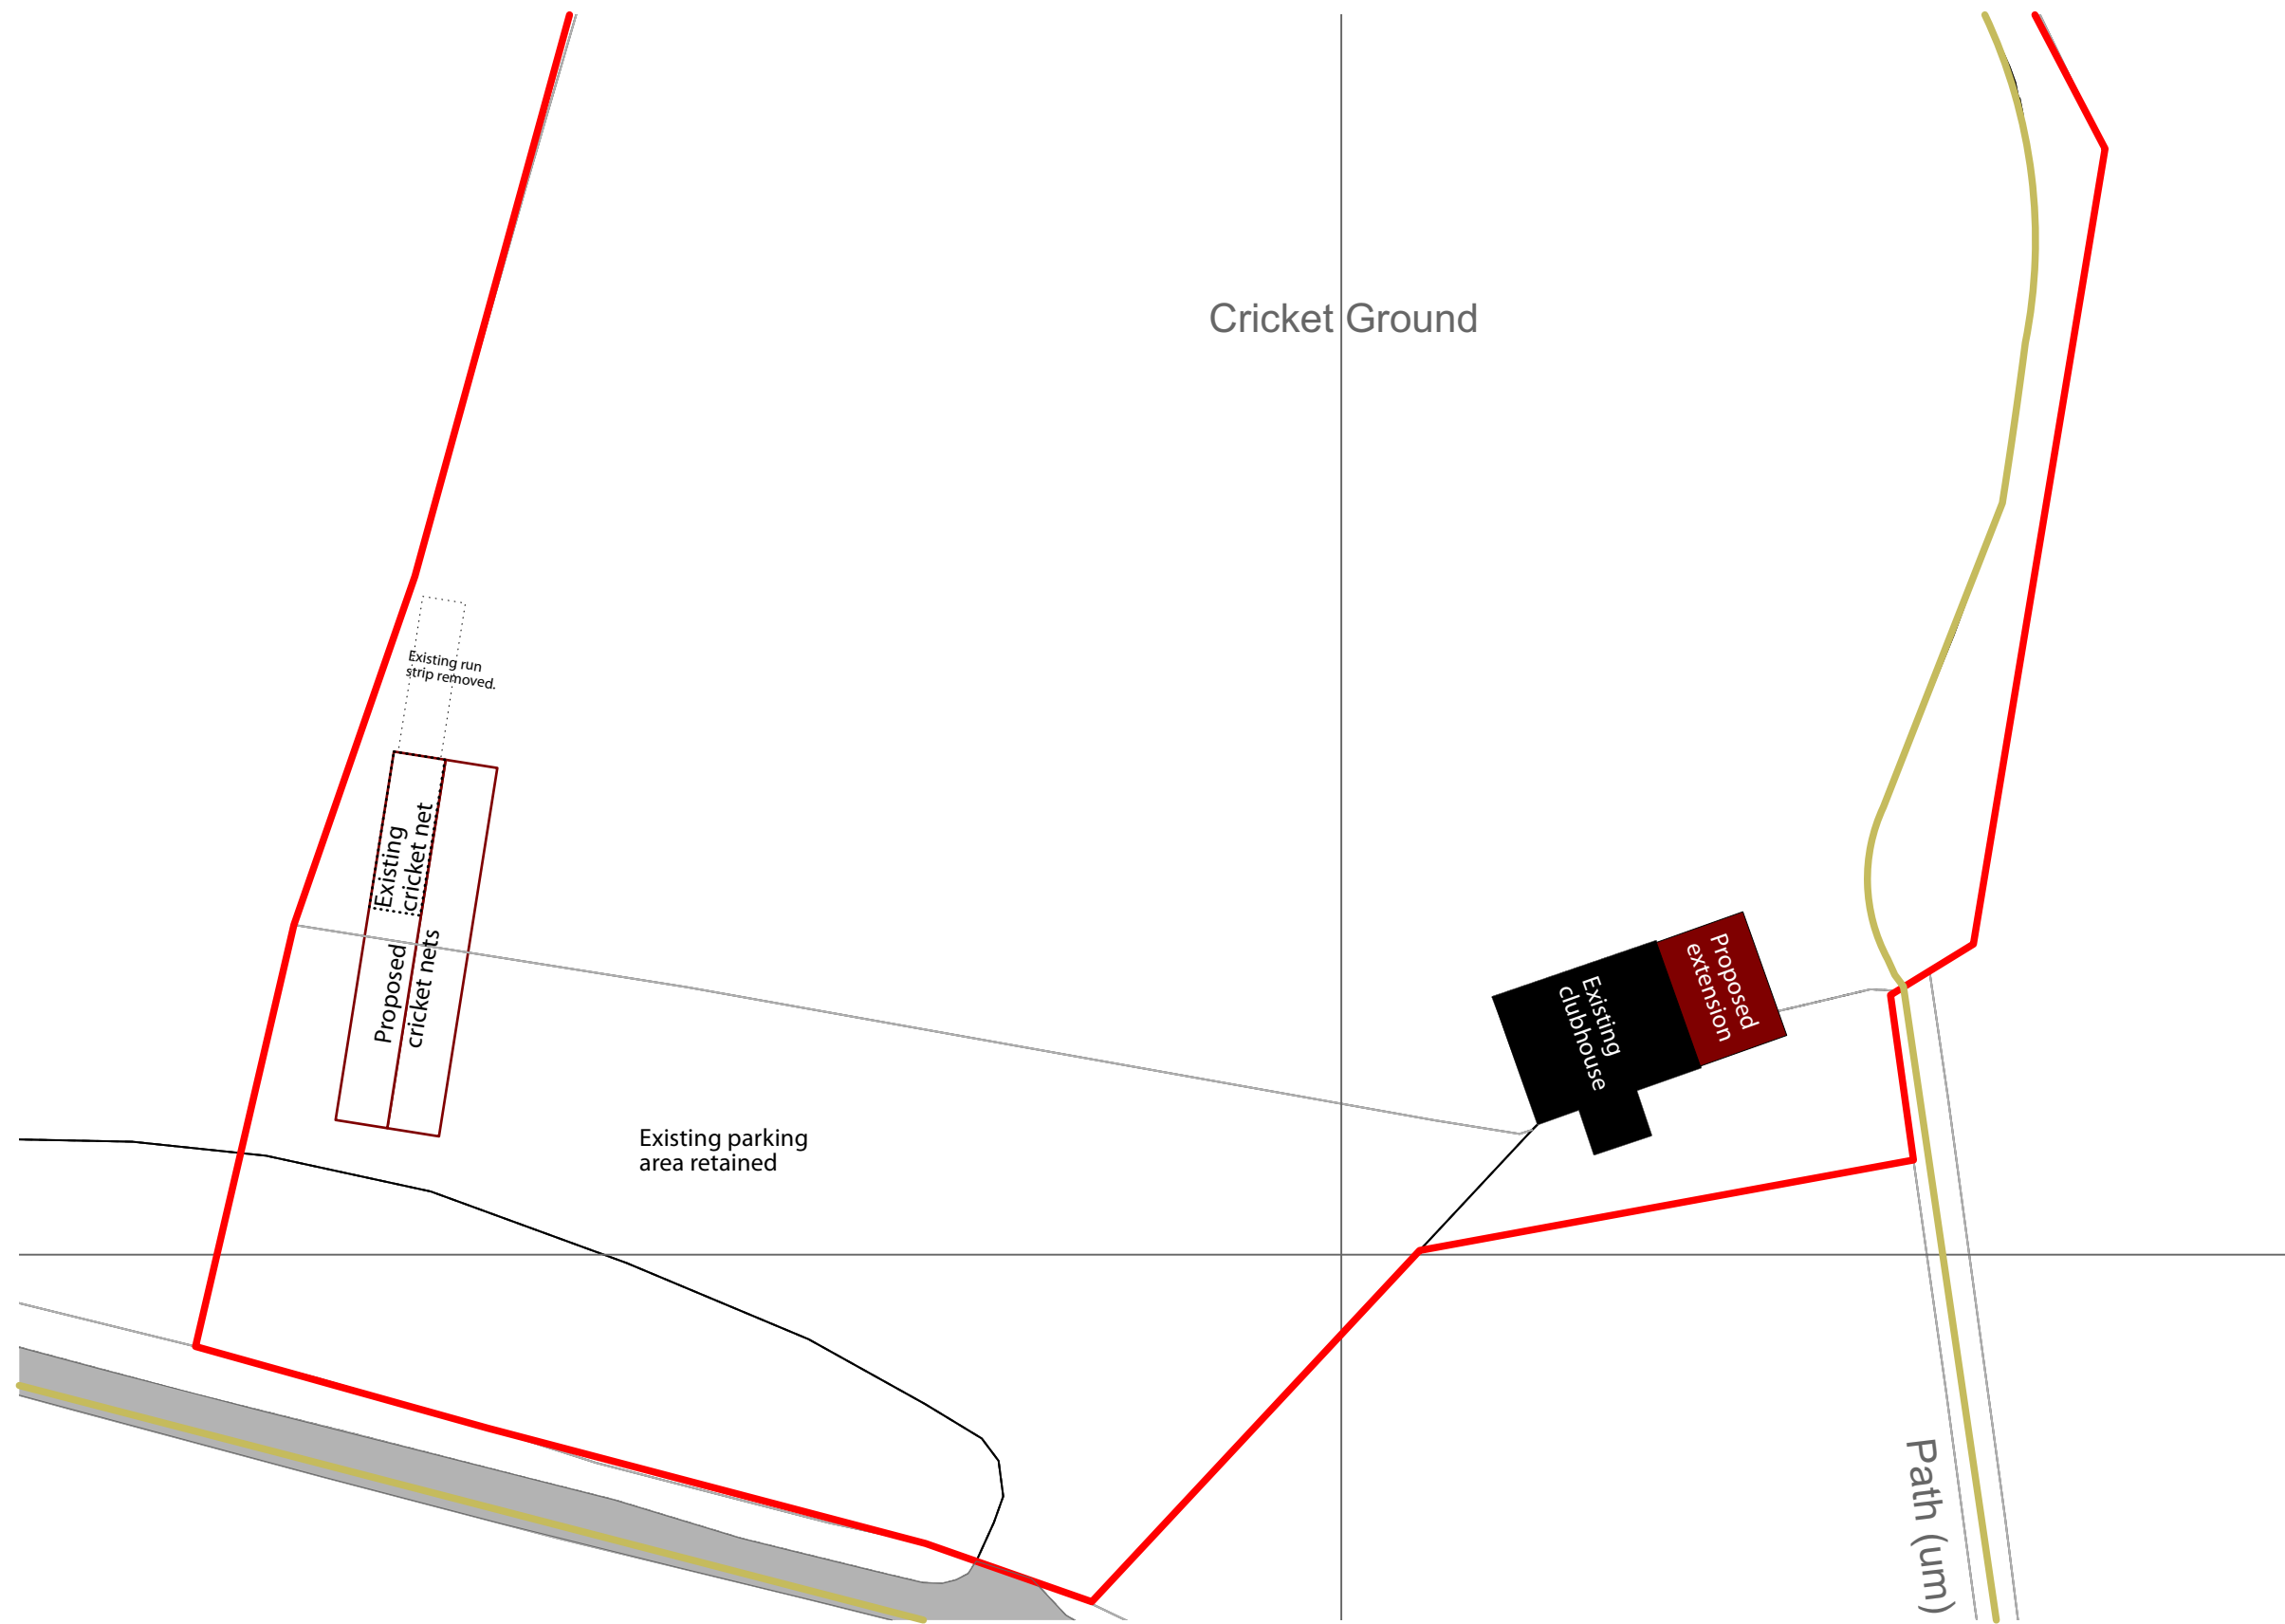 Cricket Ground
Existing run
strip removed.
Existing
cricket net
Proposed
cricket nets
Proposed
extension
Existing
clubhouse
Existing parking
area retained
Path (um)